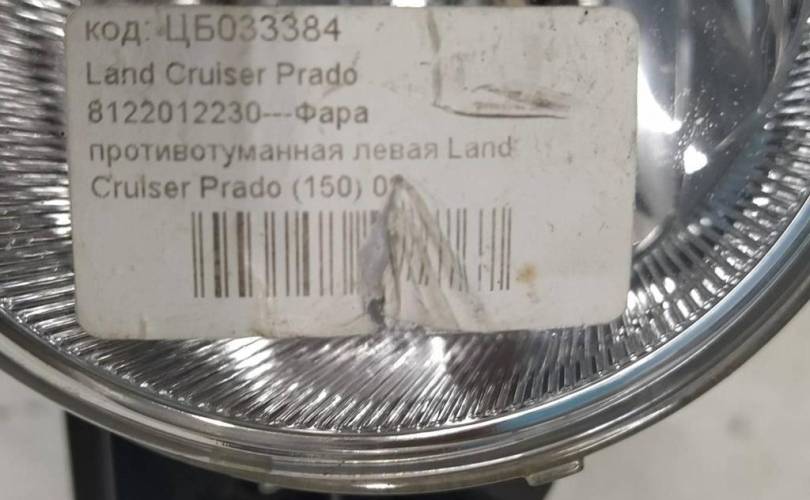 код: ЦБ033384
Land Cruiser Prado
8122012230---Фара
противотуманная левая Land
Cruiser Prado (150)